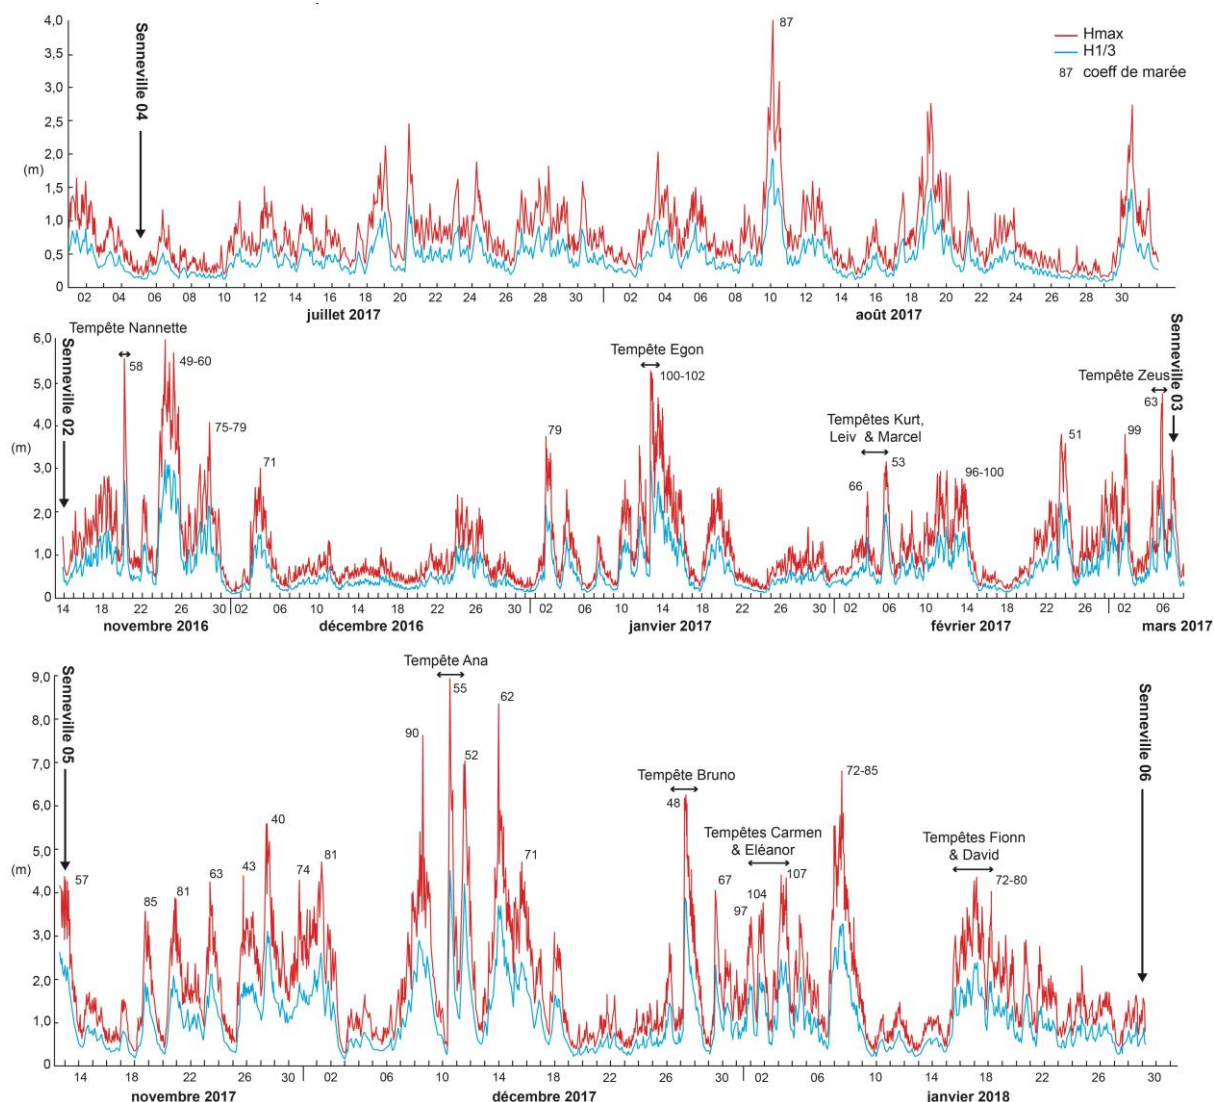 4,0
3,5
3,0
2,5
2,0
1,5
1,0
0,5
0
(m)
Senneville 04
87
Hmax
H1/3
87 coeff de marée
02 04 06 08 10 12 14 16 18 20 22 24 26 28 30 02 04 06 08 10 12 14 16 18 20 22 24 26 28 30
juillet 2017 août 2017
6,0
5,0
4,0
3,0
2,0
1,0
0
(m)
Senneville 02
Tempête Nannette
58
49-60
75-79
71
79
Tempête Egon
100-102
Tempêtes Kurt,
Leiv & Marcel
66
53
96-100
51
99
Tempête Zeus
63
Senneville 03
14 18 22 26 30 02 06 10 14 18 22 26 30 02 06 10 14 18 22 26 30 02 06 10 14 18 22 26 02 06
novembre 2016 décembre 2016 janvier 2017 février 2017 mars 2017
9,0
8,0
7,0
6,0
5,0
4,0
3,0
2,0
1,0
0
(m)
Senneville 05
57
85
81
63
43
40
74
81
90
Tempête Ana
55
52
62
71
Tempête Bruno
48
67
Tempêtes Carmen
& Eléanor
97
104
107
72-85
Tempêtes Fionn
& David
72-80
Senneville 06
14 18 22 26 30 02 06 10 14 18 22 26 30 02 06 10 14 18 22 26 30
novembre 2017 décembre 2017 janvier 2018